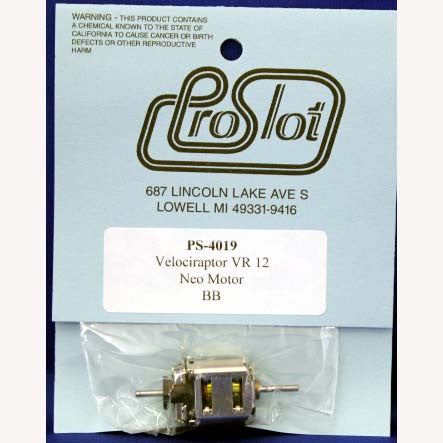 WARNING - THIS PRODUCT CONTAINS
A CHEMICAL KNOWN TO THE STATE OF
CALIFORNIA TO CAUSE CANCER OR BIRTH
DEFECTS OR OTHER REPRODUCTIVE
HARM
ProSlot
687 LINCOLN LAKE AVE S
LOWELL MI 49331-9416
PS-4019
Velociraptor VR 12
Neo Motor
BB